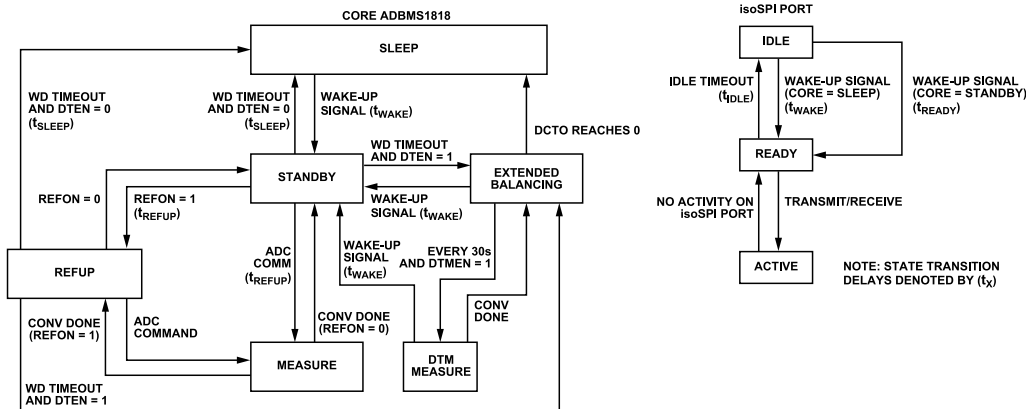 CORE ADBMS1818
SLEEP
WD TIMEOUT
AND DTEN = 0
(tSLEEP)
WD TIMEOUT
AND DTEN = 0
(tSLEEP)
WAKE-UP
SIGNAL (tWAKE)
DCTO REACHES 0
WD TIMEOUT
AND DTEN = 1
STANDBY
EXTENDED
BALANCING
WAKE-UP
SIGNAL (tWAKE)
REFON = 0
REFON = 1
(tREFUP)
REFUP
ADC
COMM
(tREFUP)
WAKE-UP
SIGNAL
(tWAKE)
EVERY 30s
AND DTMEN = 1
CONV DONE
(REFON = 1)
ADC
COMMAND
CONV DONE
(REFON = 0)
CONV
DONE
MEASURE
DTM
MEASURE
WD TIMEOUT
AND DTEN = 1
isoSPI PORT
IDLE
IDLE TIMEOUT
(tIDLE)
WAKE-UP SIGNAL
(CORE = SLEEP)
(tWAKE)
WAKE-UP SIGNAL
(CORE = STANDBY)
(tREADY)
READY
NO ACTIVITY ON
isoSPI PORT
TRANSMIT/RECEIVE
ACTIVE
NOTE: STATE TRANSITION
DELAYS DENOTED BY (tX)